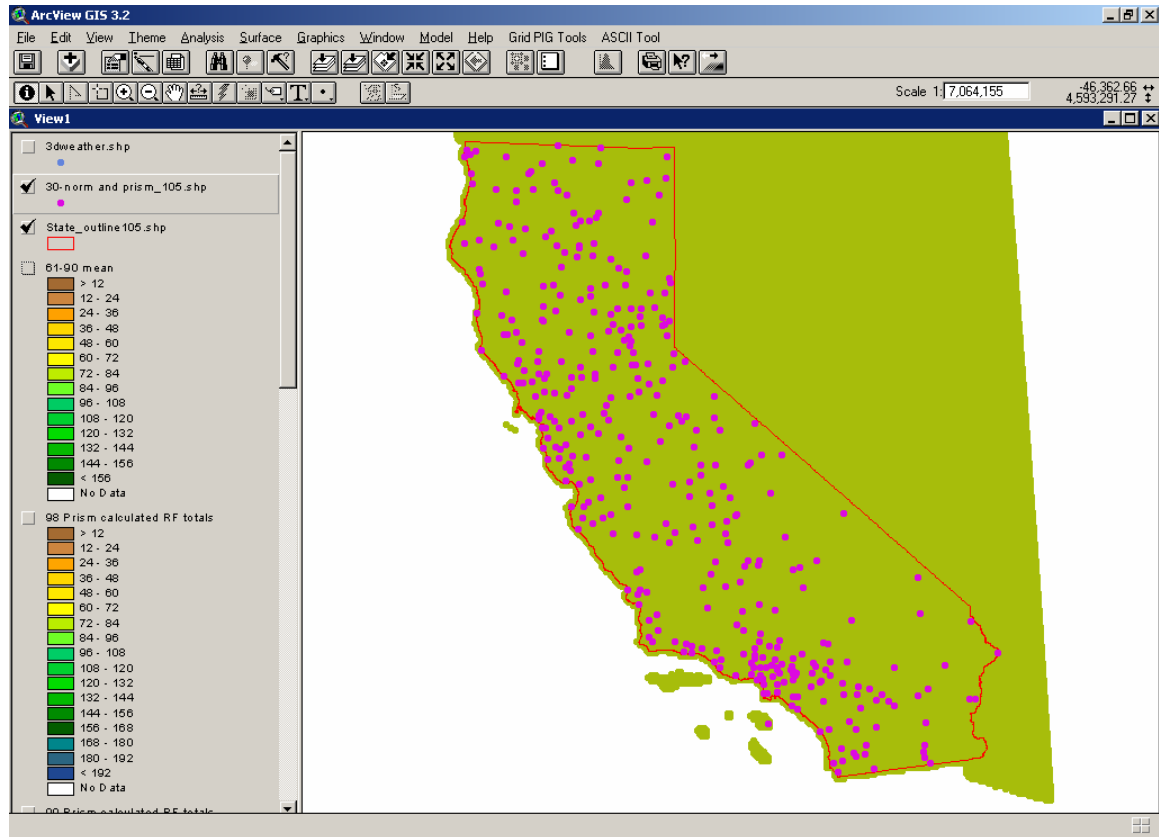 ArcView GIS 3.2
File Edit View Theme Analysis Surface Graphics Window Model Help Grid PIG Tools ASCII Tool
Scale 1: 7,064,155
-46,362.66
4,593,291.27
View1
3dweather.shp
30-norm and prism_105.shp
State_outline105.shp
61-90 mean
> 12
12 - 24
24 - 36
36 - 48
48 - 60
60 - 72
72 - 84
84 - 96
96 - 108
108 - 120
120 - 132
132 - 144
144 - 156
< 156
No Data
98 Prism calculated RF totals
> 12
12 - 24
24 - 36
36 - 48
48 - 60
60 - 72
72 - 84
84 - 96
96 - 108
108 - 120
120 - 132
132 - 144
144 - 156
156 - 168
168 - 180
180 - 192
< 192
No Data
Prism calculated RF totals